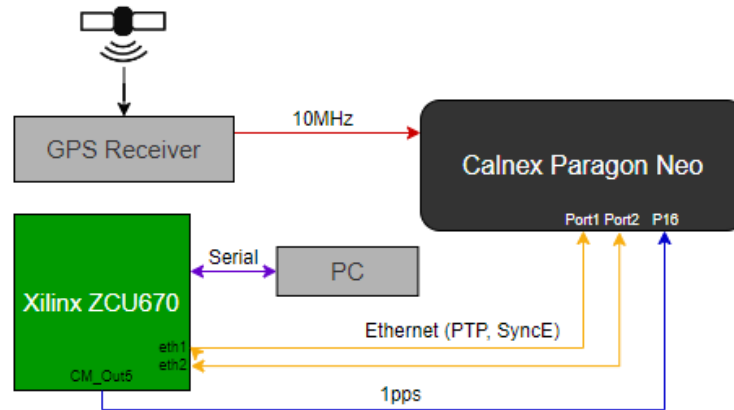 10MHz
GPS Receiver
Calnex Paragon Neo
Port1 Port2 P16
Serial
PC
Xilinx ZCU670
Ethernet (PTP, SyncE)
eth1
eth2
CM_Out5
1pps